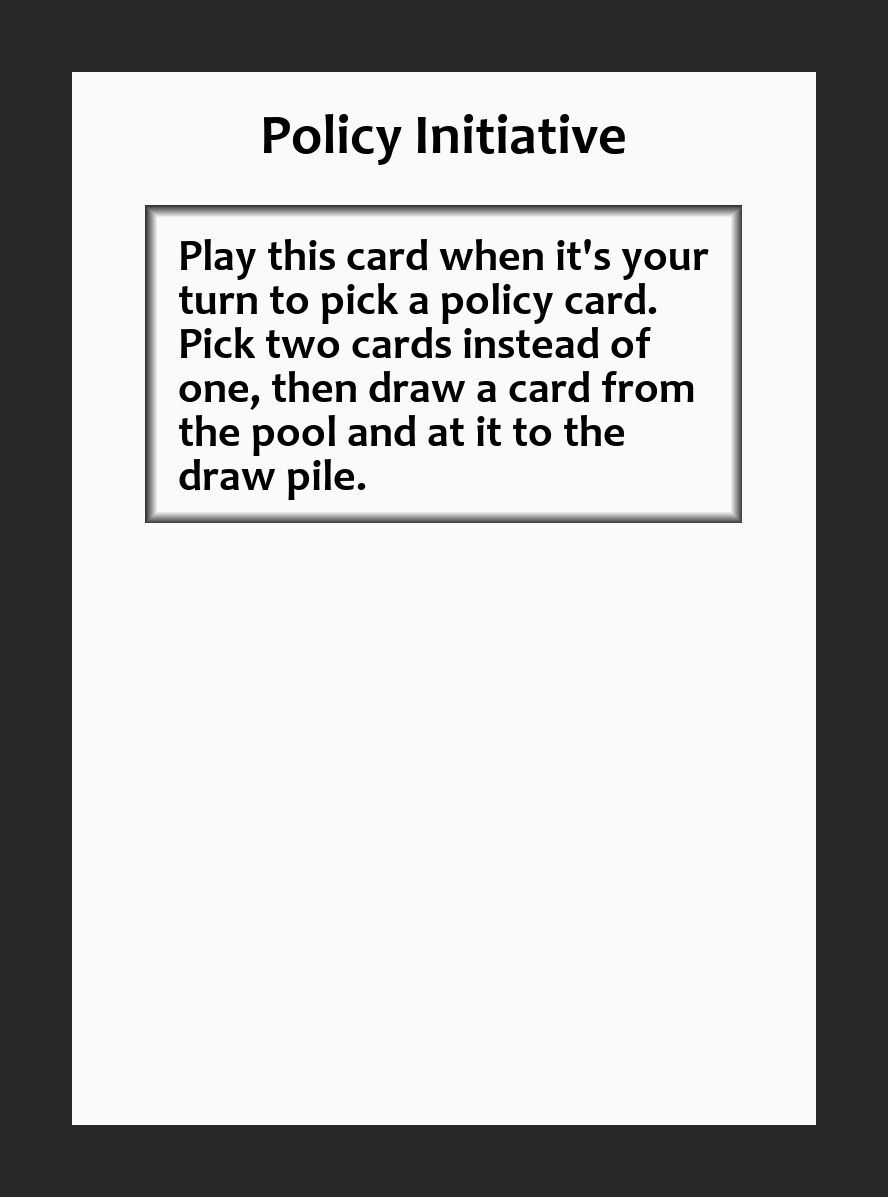 Policy Initiative
Play this card when it's your
turn to pick a policy card.
Pick two cards instead of
one, then draw a card from
the pool and at it to the
draw pile.